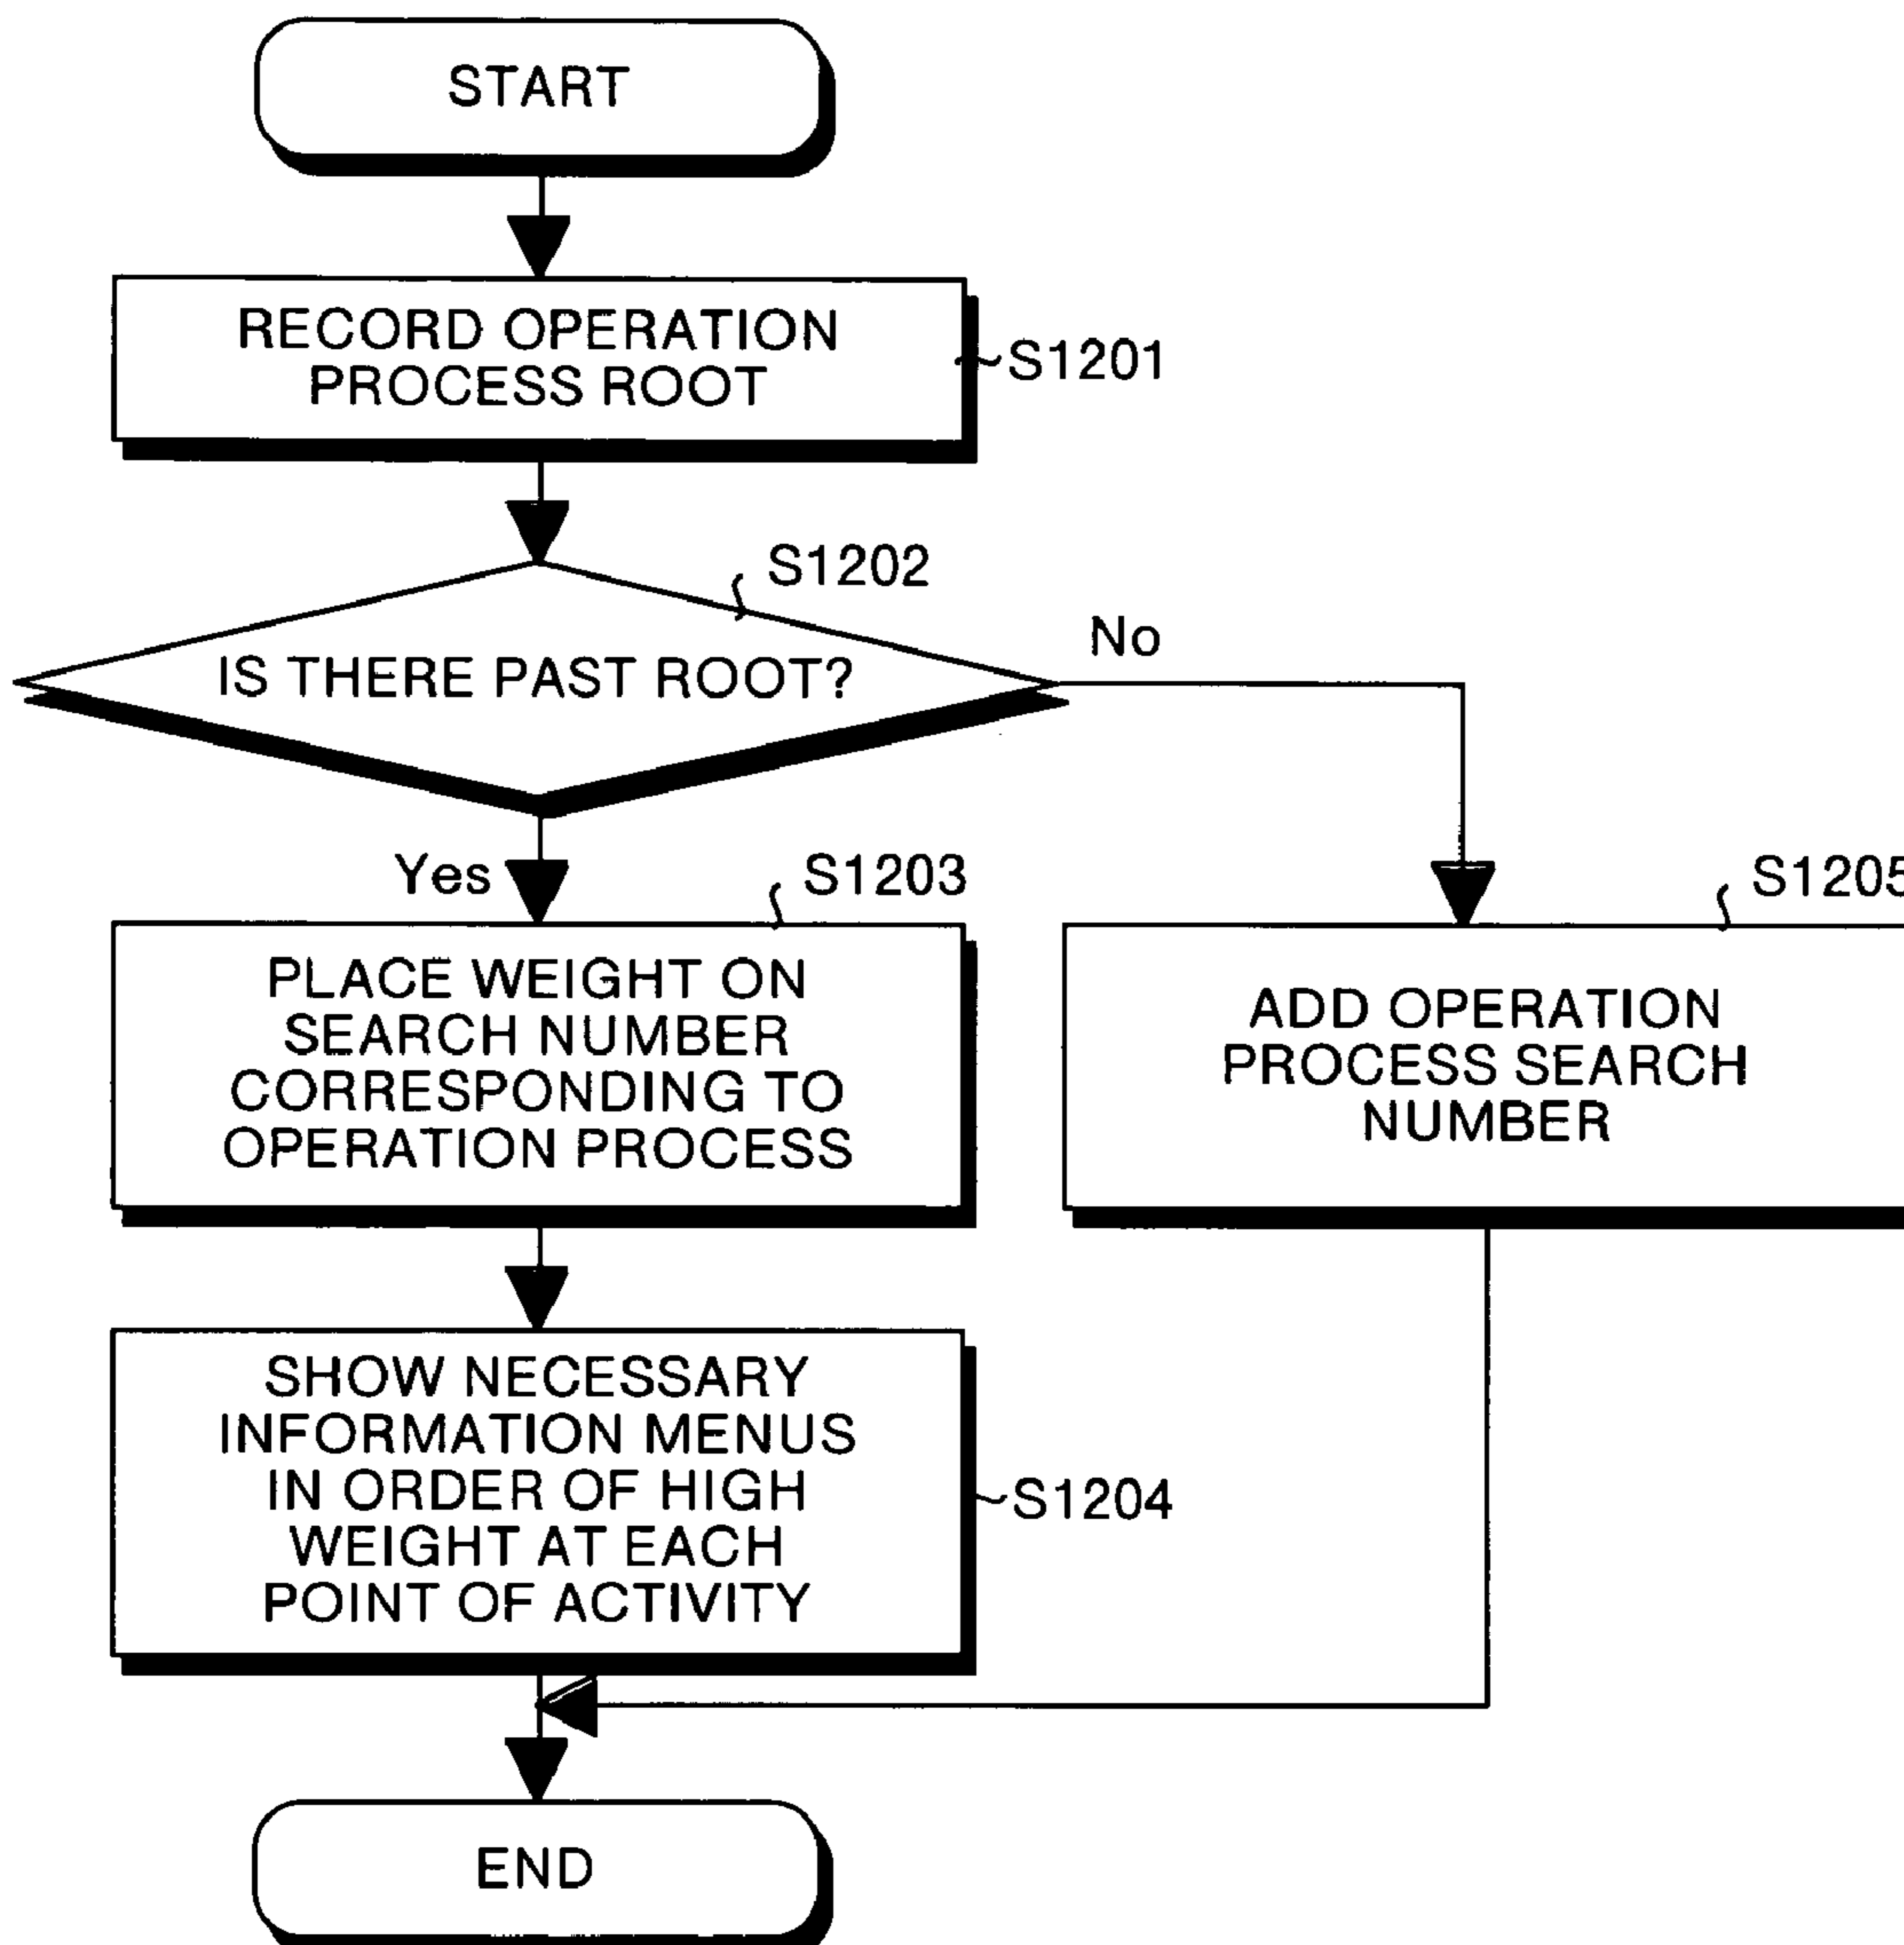 START
RECORD OPERATION
PROCESS ROOT
S1201
S1202
IS THERE PAST ROOT?
No
Yes
S1203
PLACE WEIGHT ON
SEARCH NUMBER
CORRESPONDING TO
OPERATION PROCESS
S1205
ADD OPERATION
PROCESS SEARCH
NUMBER
SHOW NECESSARY
INFORMATION MENUS
IN ORDER OF HIGH
WEIGHT AT EACH
POINT OF ACTIVITY
S1204
END